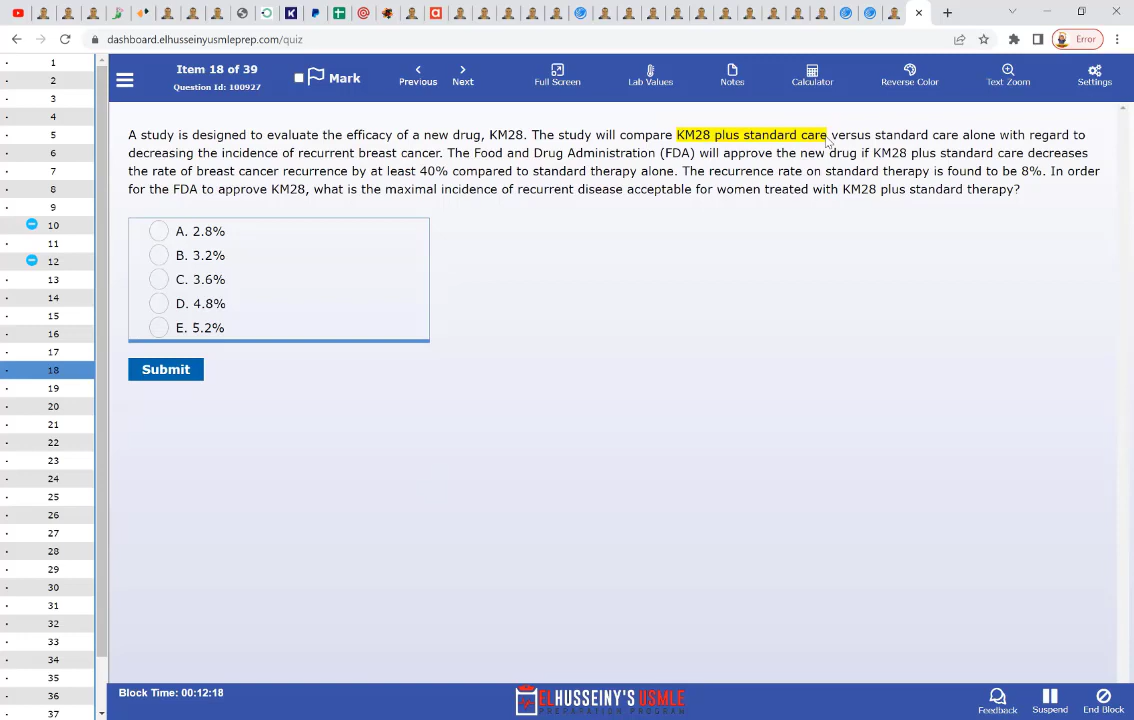 dashboard.elhusseinyusmleprep.com/quiz
Error
Item 18 of 39
Question Id: 100927
Mark
Previous
Next
Full Screen
Lab Values
Notes
Calculator
Reverse Color
Text Zoom
Settings
1
2
3
4
5
6
7
8
9
10
11
12
13
14
15
16
17
18
19
20
21
22
23
24
25
26
27
28
29
30
31
32
33
34
35
36
37
A study is designed to evaluate the efficacy of a new drug, KM28. The study will compare KM28 plus standard care versus standard care alone with regard to
decreasing the incidence of recurrent breast cancer. The Food and Drug Administration (FDA) will approve the new drug if KM28 plus standard care decreases
the rate of breast cancer recurrence by at least 40% compared to standard therapy alone. The recurrence rate on standard therapy is found to be 8%. In order
for the FDA to approve KM28, what is the maximal incidence of recurrent disease acceptable for women treated with KM28 plus standard therapy?
A. 2.8%
B. 3.2%
C. 3.6%
D. 4.8%
E. 5.2%
Submit
Block Time: 00:12:18
ELHUSSEINY'S USMLE
PREPARATION PROGRAM
Feedback
Suspend
End Block